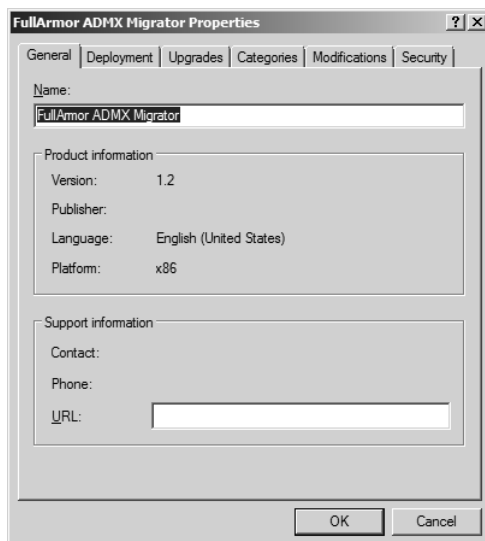 FullArmor ADMX Migrator Properties
General Deployment Upgrades Categories Modifications Security
Name:
FullArmor ADMX Migrator
Product information
Version: 1.2
Publisher:
Language: English (United States)
Platform: x86
Support information
Contact:
Phone:
URL:
OK Cancel